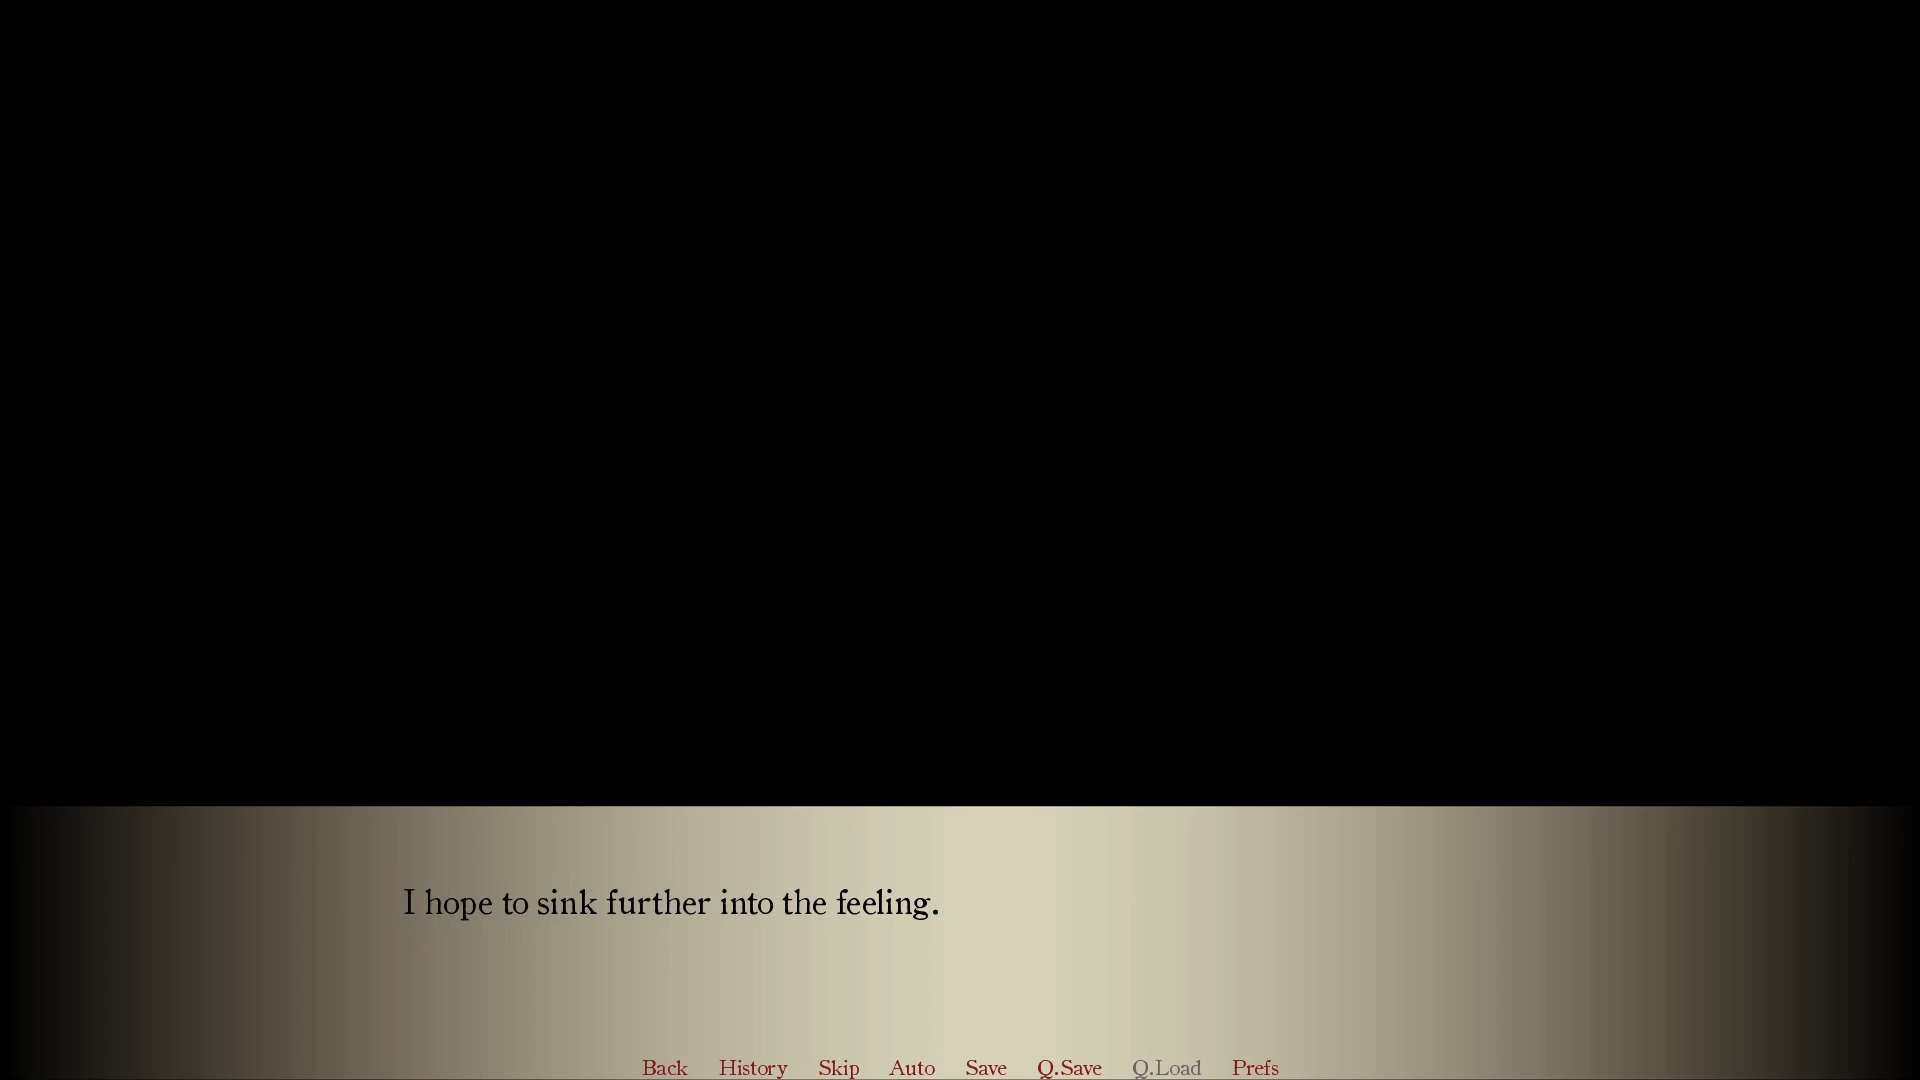 I hope to sink further into the feeling.
Back History Skip Auto Save Q.Save Q.Load Prefs